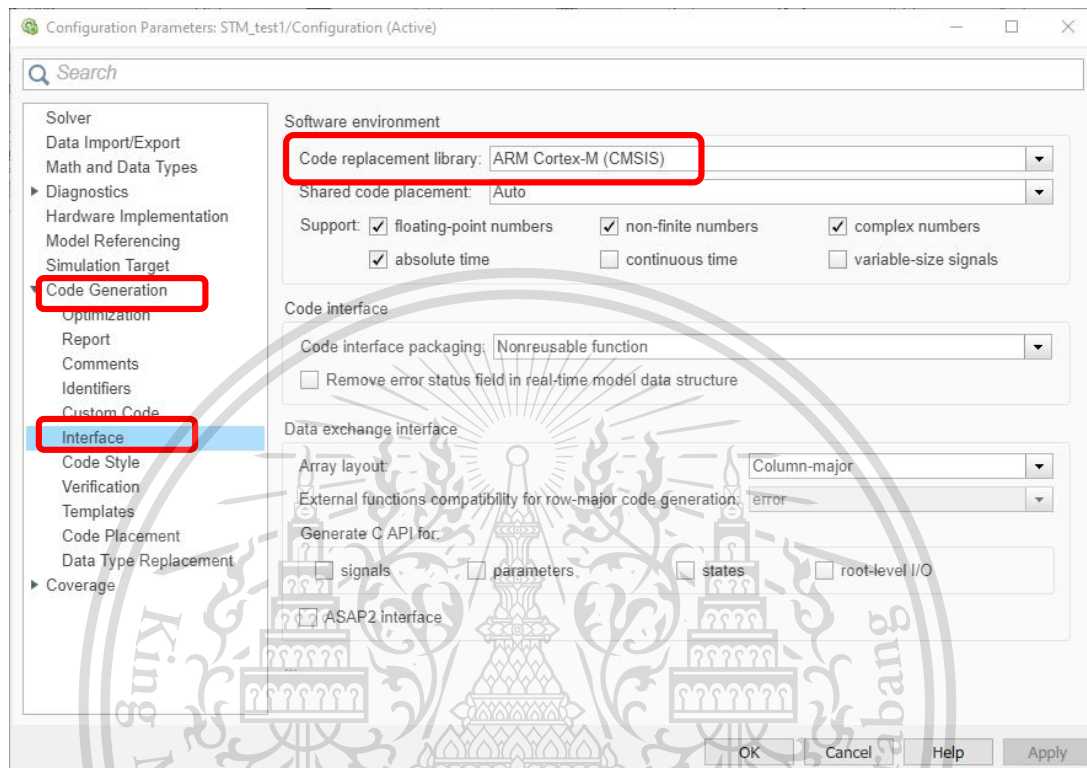 Configuration Parameters: STM_test1/Configuration (Active)
Search
Solver
Data Import/Export
Math and Data Types
Diagnostics
Hardware Implementation
Model Referencing
Simulation Target
Code Generation
Optimization
Report
Comments
Identifiers
Custom Code
Interface
Code Style
Verification
Templates
Code Placement
Data Type Replacement
Coverage
Software environment
Code replacement library: ARM Cortex-M (CMSIS)
Shared code placement: Auto
Support: floating-point numbers non-finite numbers complex numbers
absolute time continuous time variable-size signals
Code interface
Code interface packaging: Nonreusable function
Remove error status field in real-time model data structure
Data exchange interface
Array layout: Column-major
External functions compatibility for row-major code generation: error
Generate C API for:
signals parameters states root-level I/O
ASAP2 interface
...
OK Cancel Help Apply
King